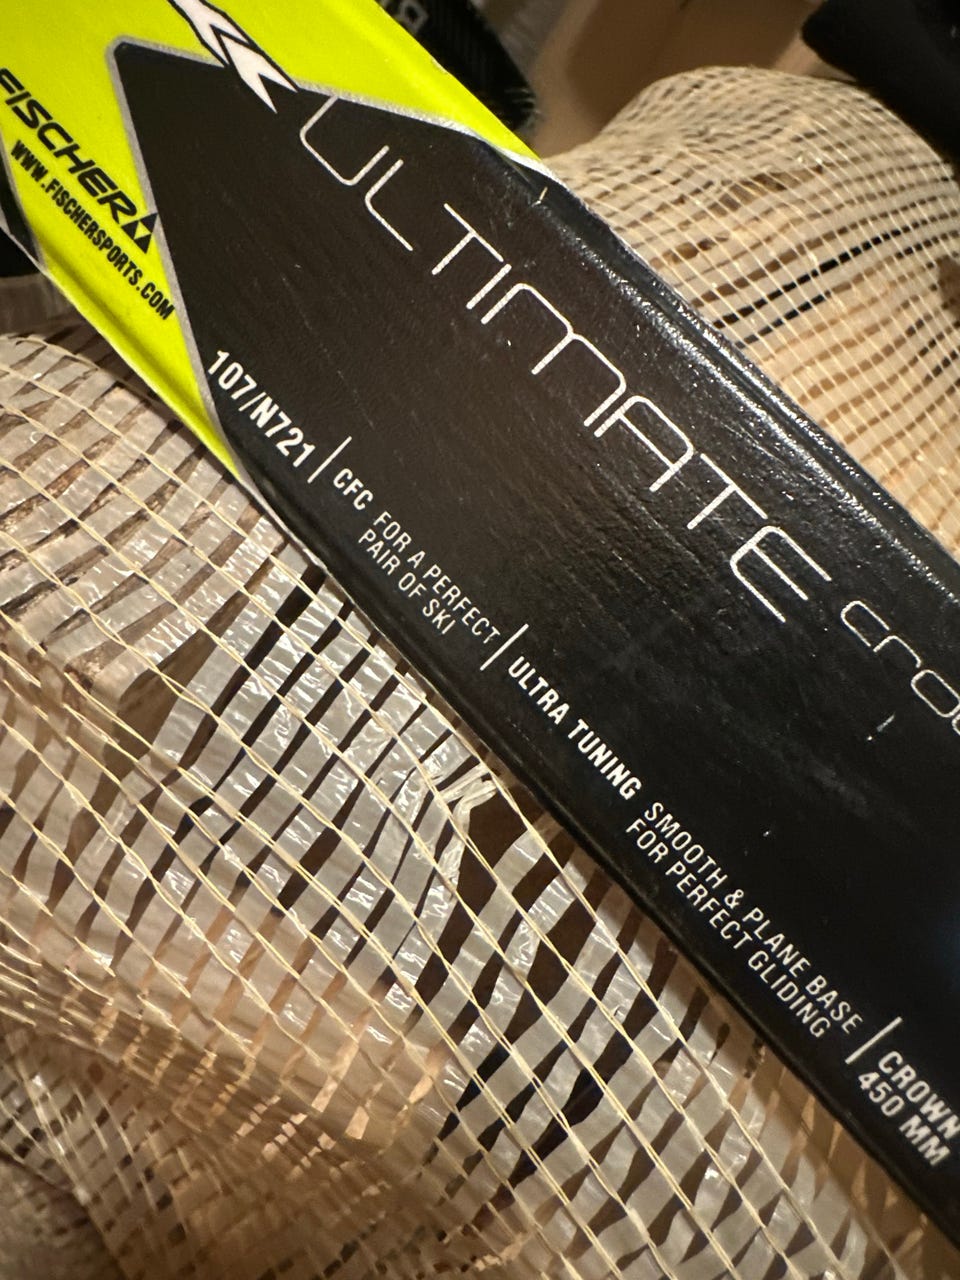 FISCHER
WWW.FISCHERSPORTS.COM
ULTIMATE
107/N721 | CFC FOR A PERFECT
PAIR OF SKI
ULTRA TUNING SMOOTH & PLANE BASE
FOR PERFECT GLIDING
CROWN
450 MM